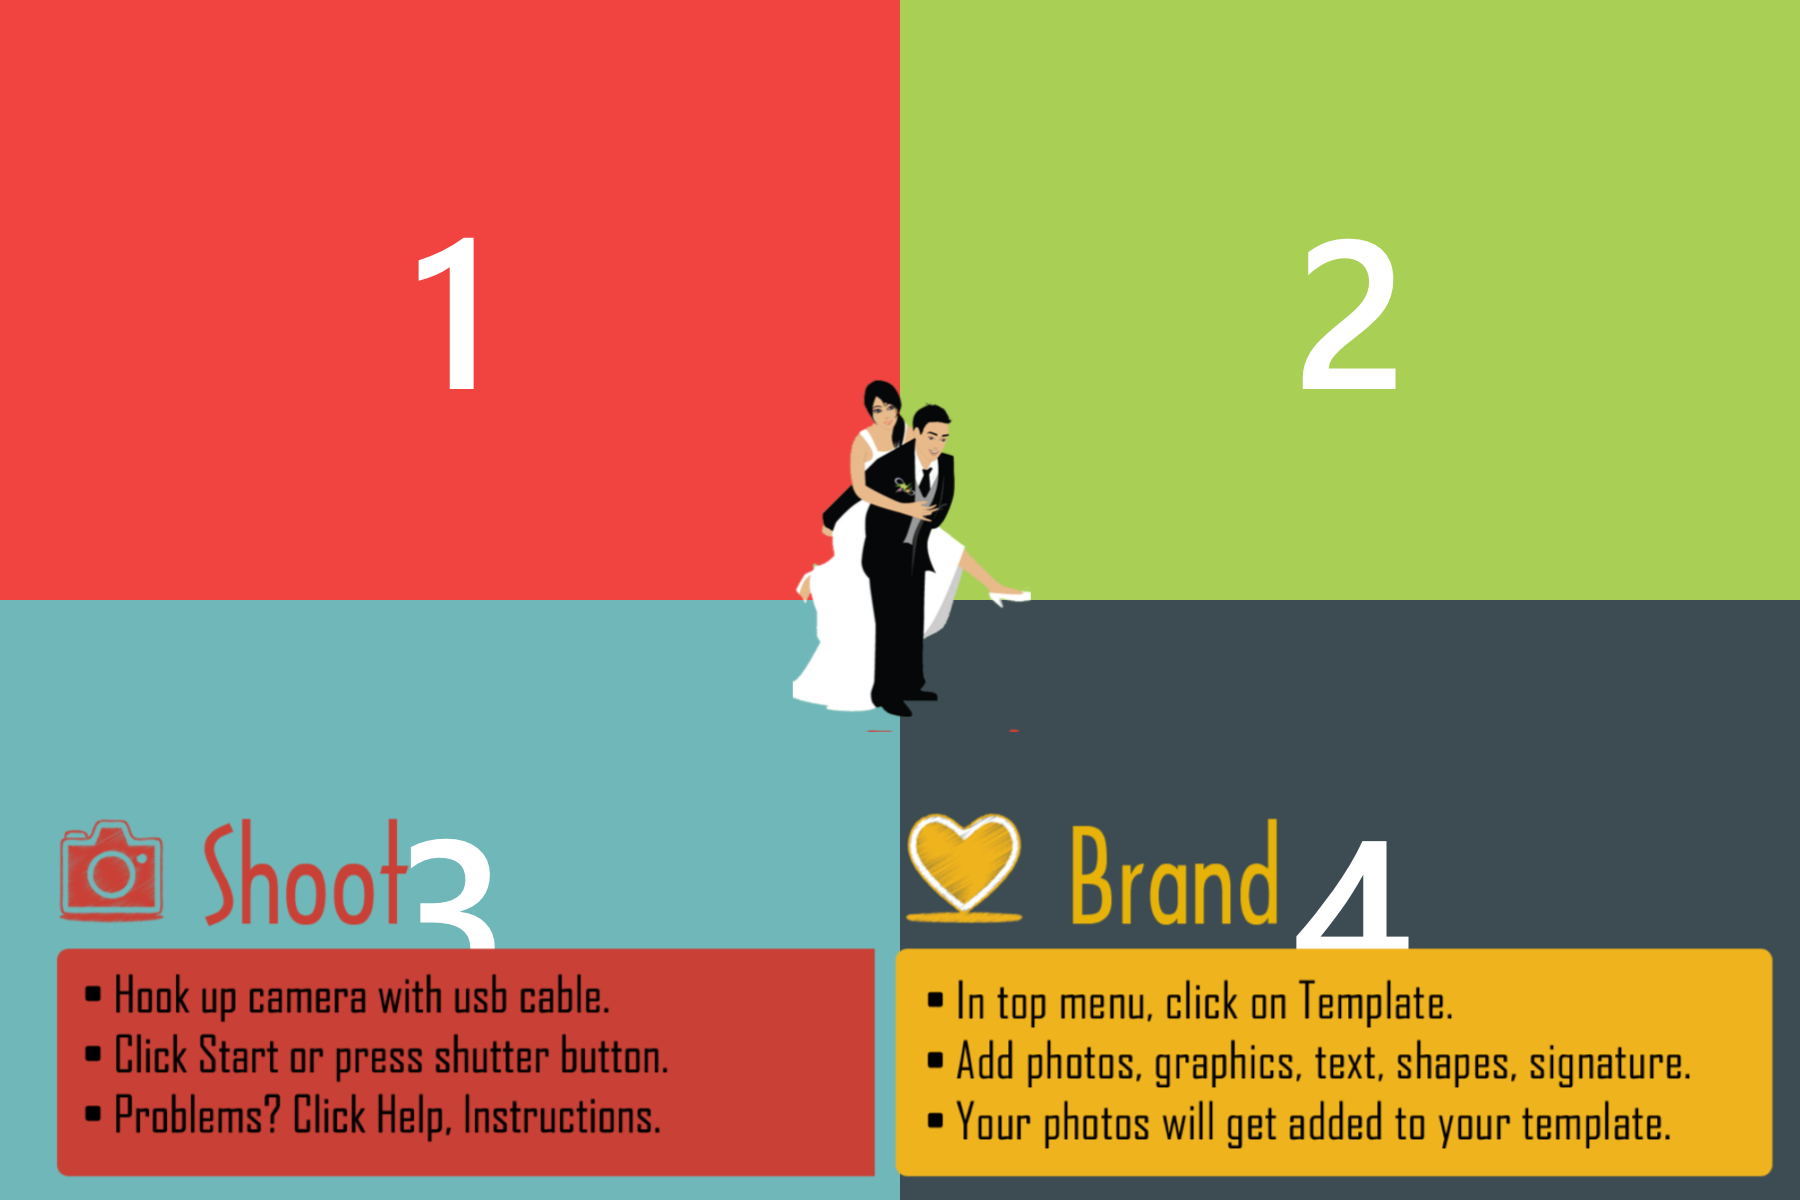 1
2
Shoot
3
Brand
4
▪ Hook up camera with usb cable.
▪ Click Start or press shutter button.
▪ Problems? Click Help, Instructions.
▪ In top menu, click on Template.
▪ Add photos, graphics, text, shapes, signature.
▪ Your photos will get added to your template.